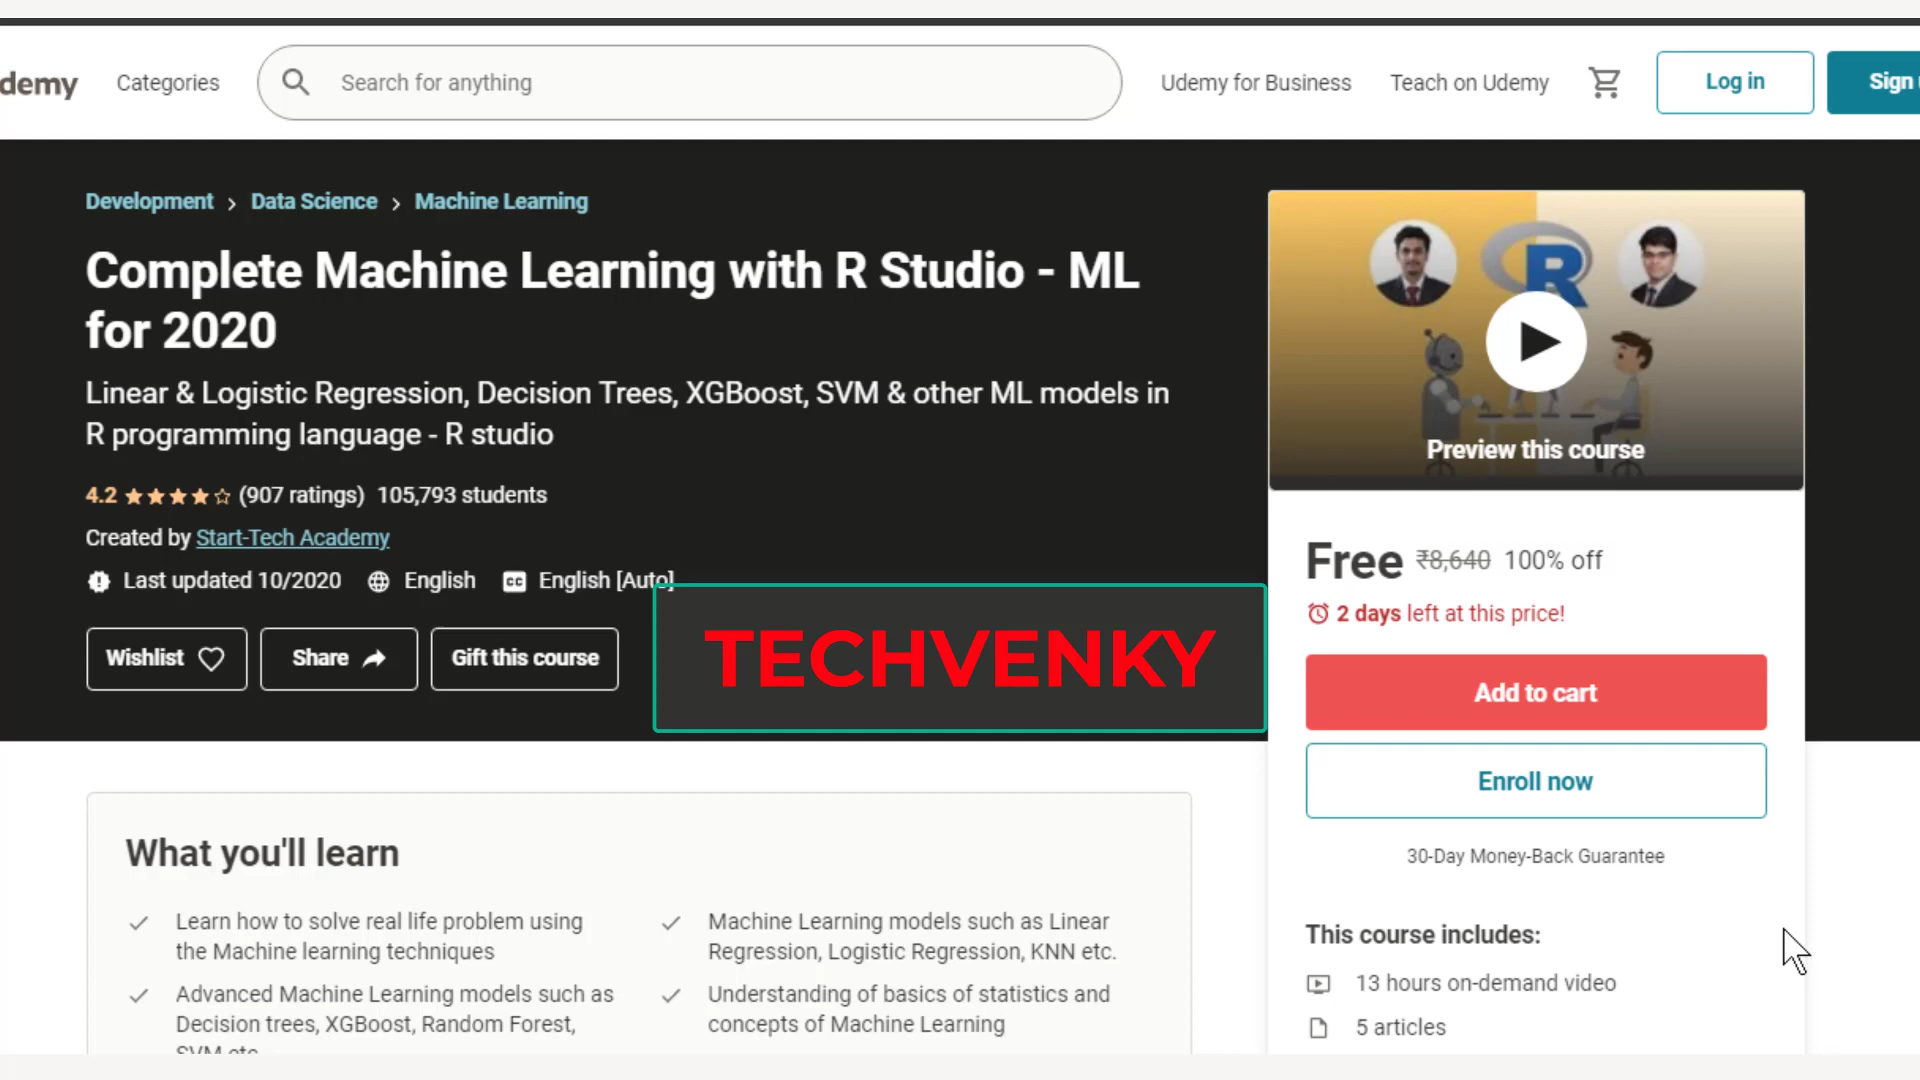 demy
Categories
Search for anything
Udemy for Business
Teach on Udemy
Log in
Sign
Development > Data Science > Machine Learning
Complete Machine Learning with R Studio - ML
for 2020
Linear & Logistic Regression, Decision Trees, XGBoost, SVM & other ML models in
R programming language - R studio
4.2 (907 ratings) 105,793 students
Created by Start-Tech Academy
Last updated 10/2020 English CC English [Auto]
Wishlist
Share
Gift this course
TECHVENKY
R
Preview this course
Free ₹8,640 100% off
2 days left at this price!
Add to cart
Enroll now
30-Day Money-Back Guarantee
This course includes:
13 hours on-demand video
5 articles
What you'll learn
Learn how to solve real life problem using
the Machine learning techniques
Machine Learning models such as Linear
Regression, Logistic Regression, KNN etc.
Advanced Machine Learning models such as
Decision trees, XGBoost, Random Forest,
SVM etc
Understanding of basics of statistics and
concepts of Machine Learning